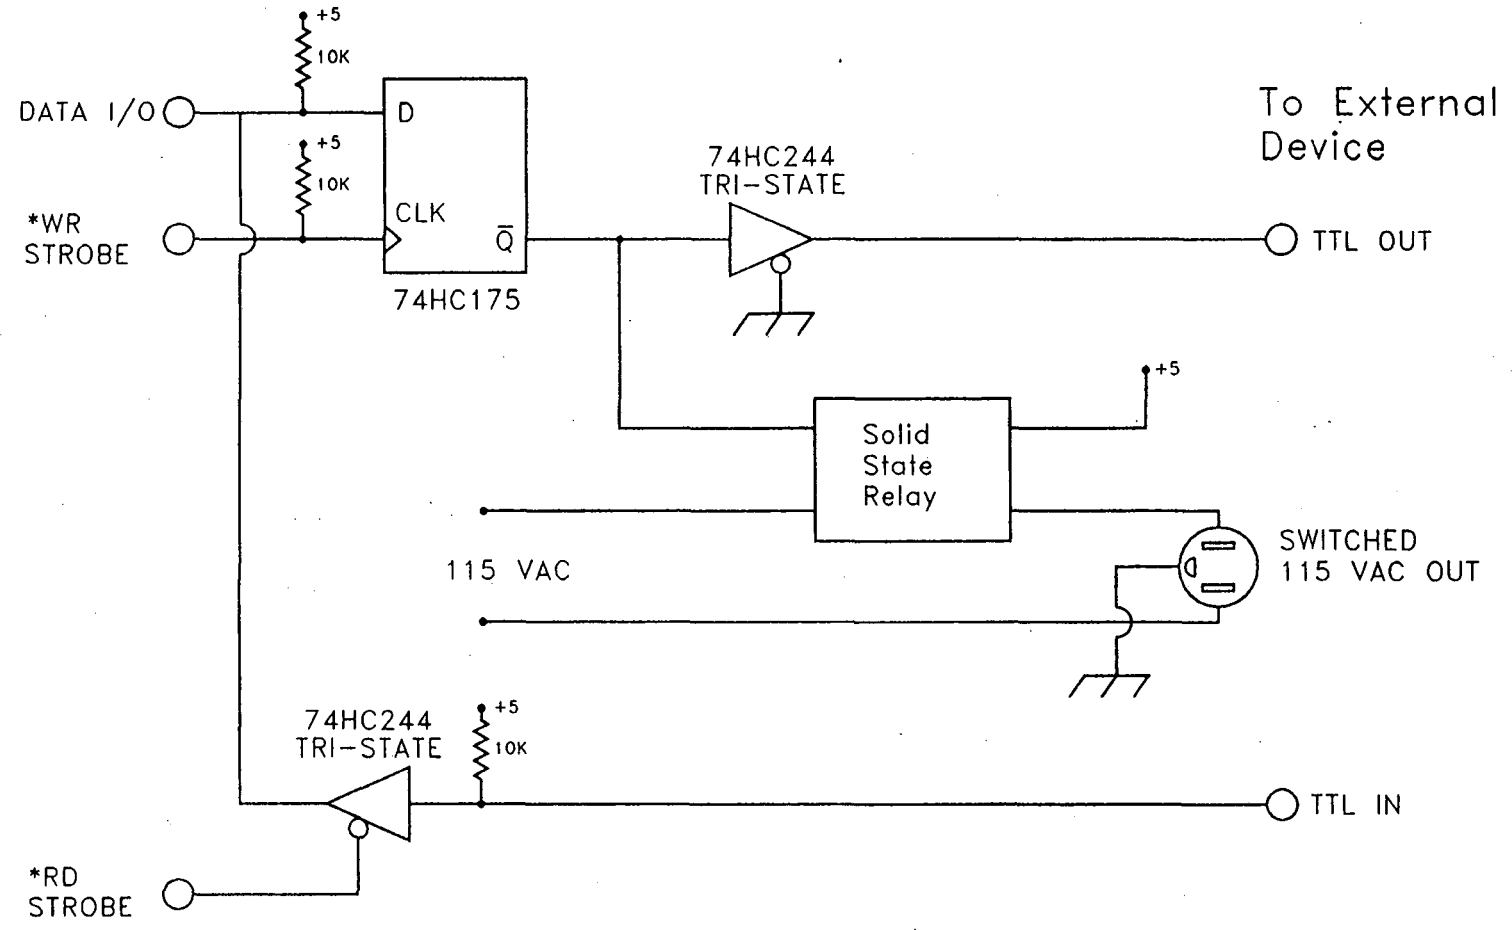 +5
10K
DATA I/O
D
+5
10K
*WR
STROBE
CLK
Q̅
74HC175
74HC244
TRI-STATE
To External
Device
TTL OUT
+5
Solid
State
Relay
115 VAC
SWITCHED
115 VAC OUT
74HC244
TRI-STATE
+5
10K
TTL IN
*RD
STROBE